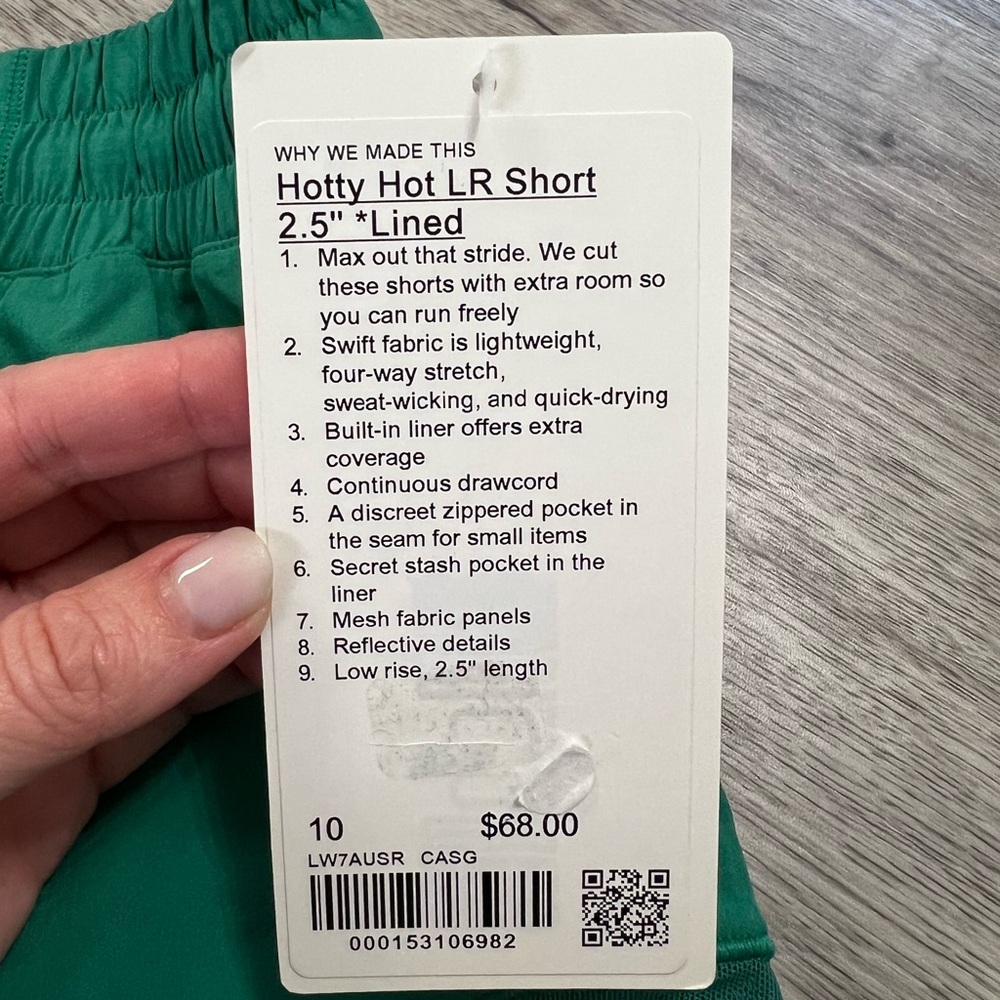 WHY WE MADE THIS
Hotty Hot LR Short
2.5" *Lined
1. Max out that stride. We cut
these shorts with extra room so
you can run freely
2. Swift fabric is lightweight,
four-way stretch,
sweat-wicking, and quick-drying
3. Built-in liner offers extra
coverage
4. Continuous drawcord
5. A discreet zippered pocket in
the seam for small items
6. Secret stash pocket in the
liner
7. Mesh fabric panels
8. Reflective details
9. Low rise, 2.5" length
10 $68.00
LW7AUSR CASG
000153106982